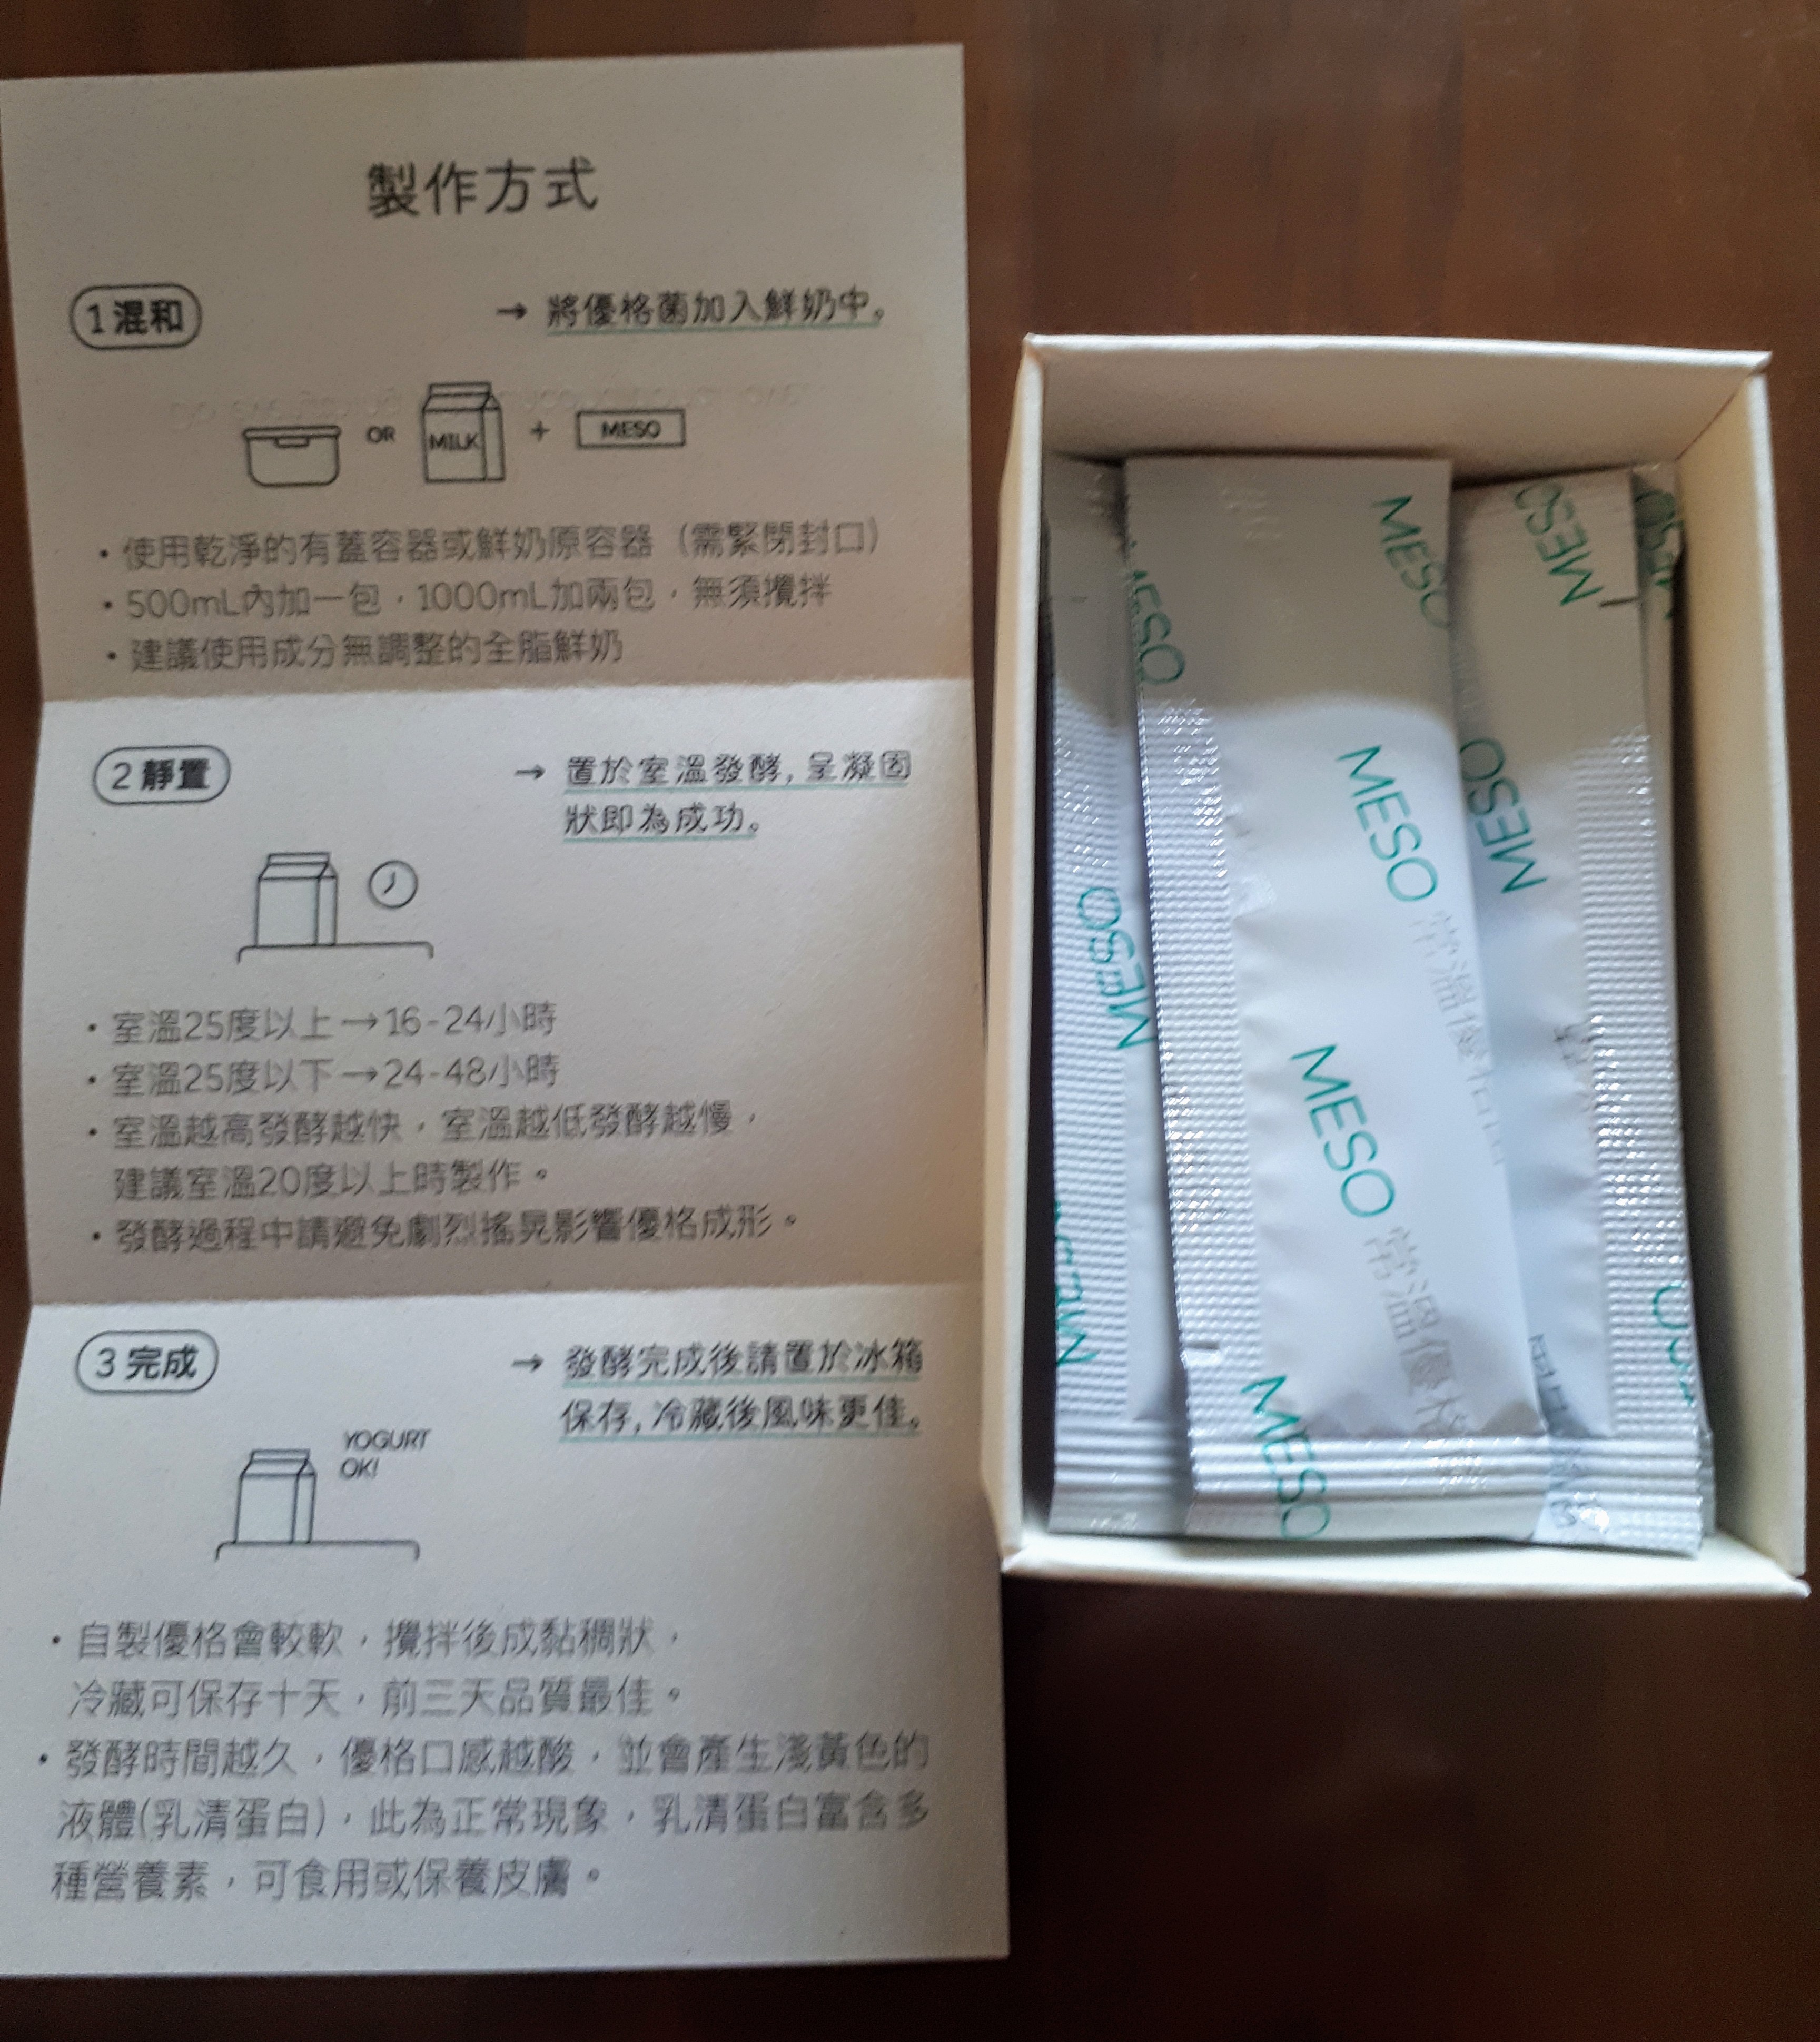 製作方式
1 混和
→ 將優格菌加入鮮奶中。
OR
MILK
+
MESO
・使用乾淨的有蓋容器或鮮奶原容器（需緊閉封口）
・500mL內加一包，1000mL加兩包，無須攪拌
・建議使用成分無調整的全脂鮮奶
2 靜置
→ 置於室溫發酵, 呈凝固
狀即為成功。
・室溫25度以上→16-24小時
・室溫25度以下→24-48小時
・室溫越高發酵越快，室溫越低發酵越慢，
建議室溫20度以上時製作。
・發酵過程中請避免劇烈搖晃影響優格成形。
3 完成
→ 發酵完成後請置於冰箱
保存, 冷藏後風味更佳。
YOGURT
OK!
・自製優格會較軟，攪拌後成黏稠狀，
冷藏可保存十天，前三天品質最佳。
・發酵時間越久，優格口感越酸，並會產生淺黃色的
液體(乳清蛋白)，此為正常現象，乳清蛋白富含多
種營養素，可食用或保養皮膚。
MESO
MESO
MESO
MESO 常溫優格
MESO 常溫優格
MESO
MESO
MESO
MESO